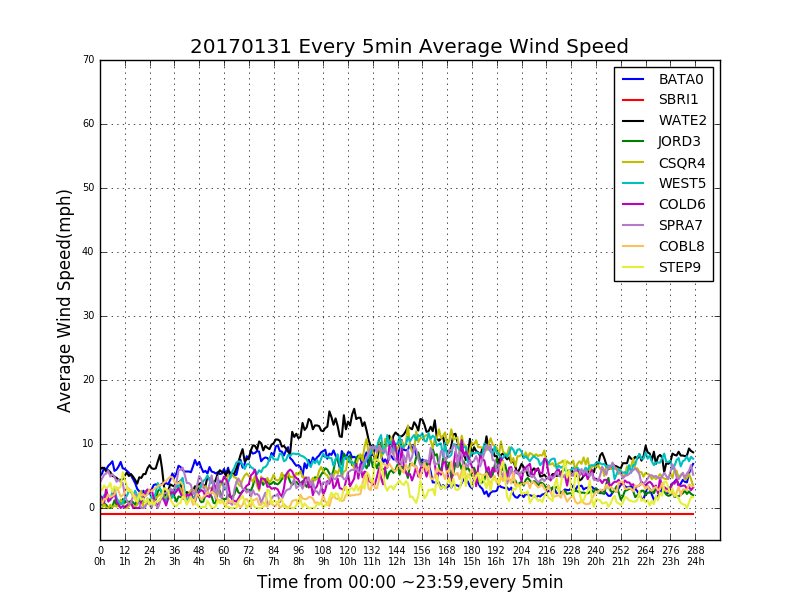 20170131 Every 5min Average Wind Speed
70
60
50
40
30
20
10
0
Average Wind Speed(mph)
BATA0
SBRI1
WATE2
JORD3
CSQR4
WEST5
COLD6
SPRA7
COBL8
STEP9
0 12 24 36 48 60 72 84 96 108 120 132 144 156 168 180 192 204 216 228 240 252 264 276 288
0h 1h 2h 3h 4h 5h 6h 7h 8h 9h 10h 11h 12h 13h 14h 15h 16h 17h 18h 19h 20h 21h 22h 23h 24h
Time from 00:00 ~23:59,every 5min